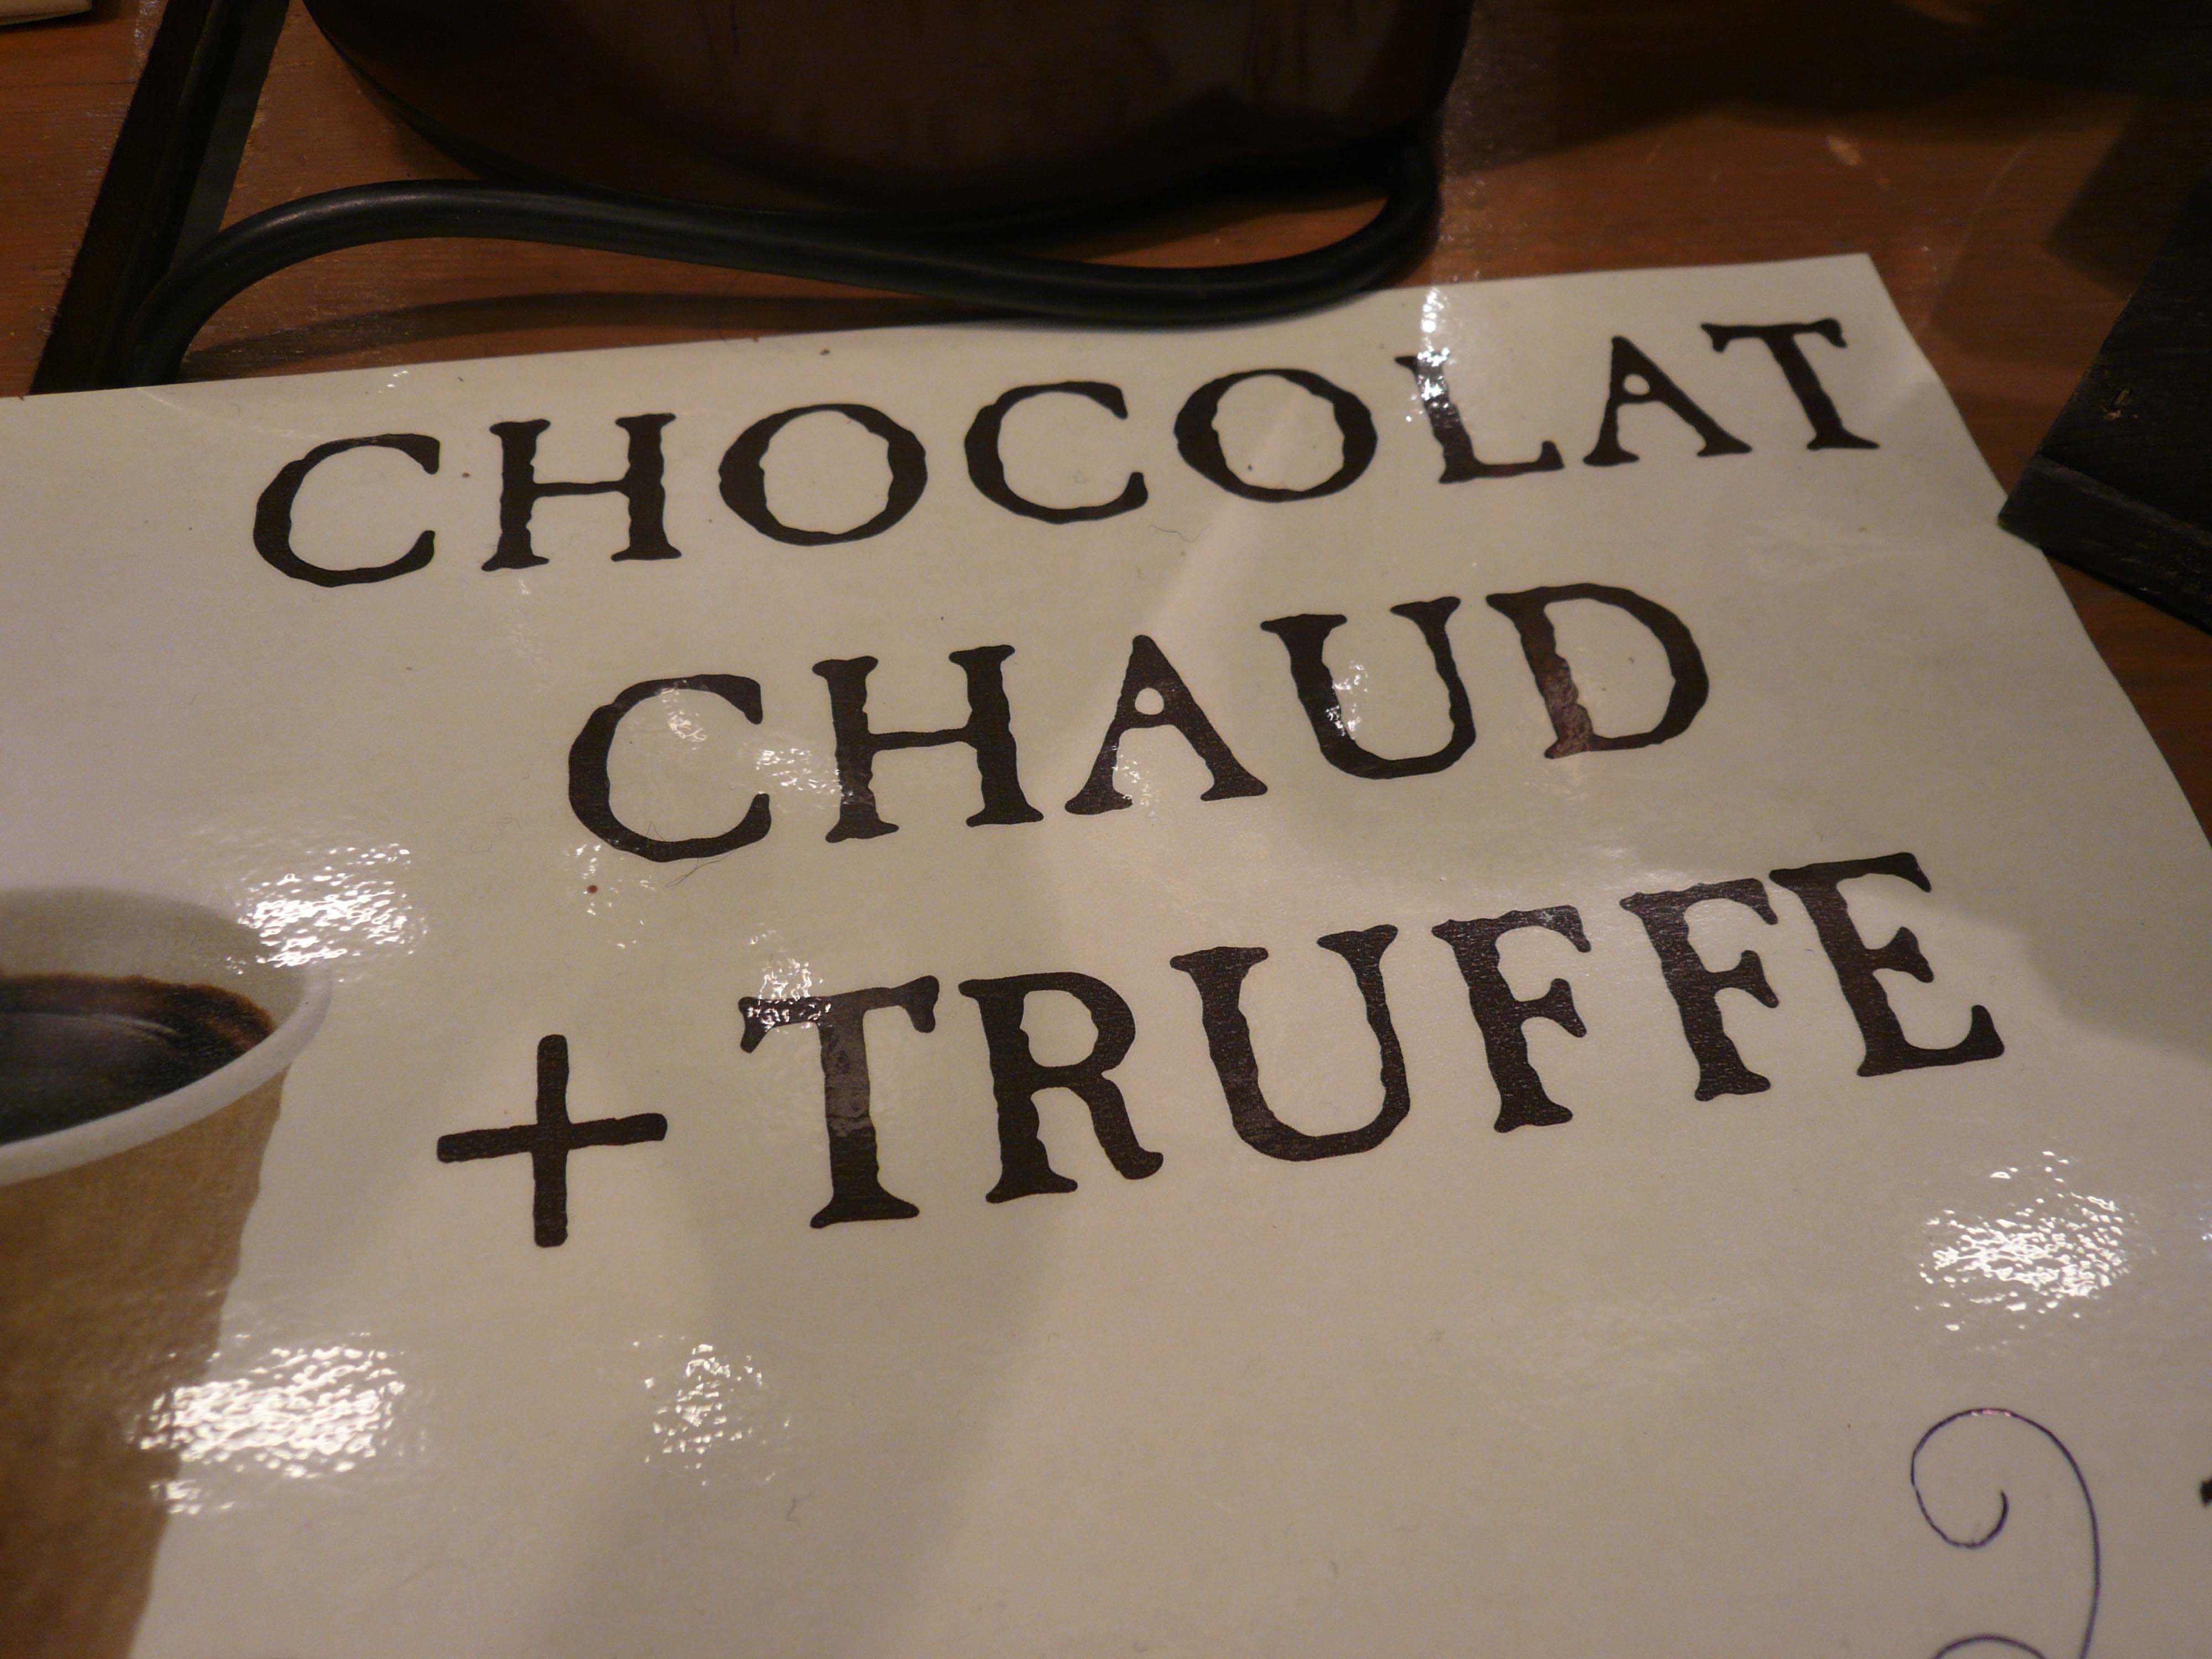 CHOCOLAT
CHAUD
+ TRUFFE